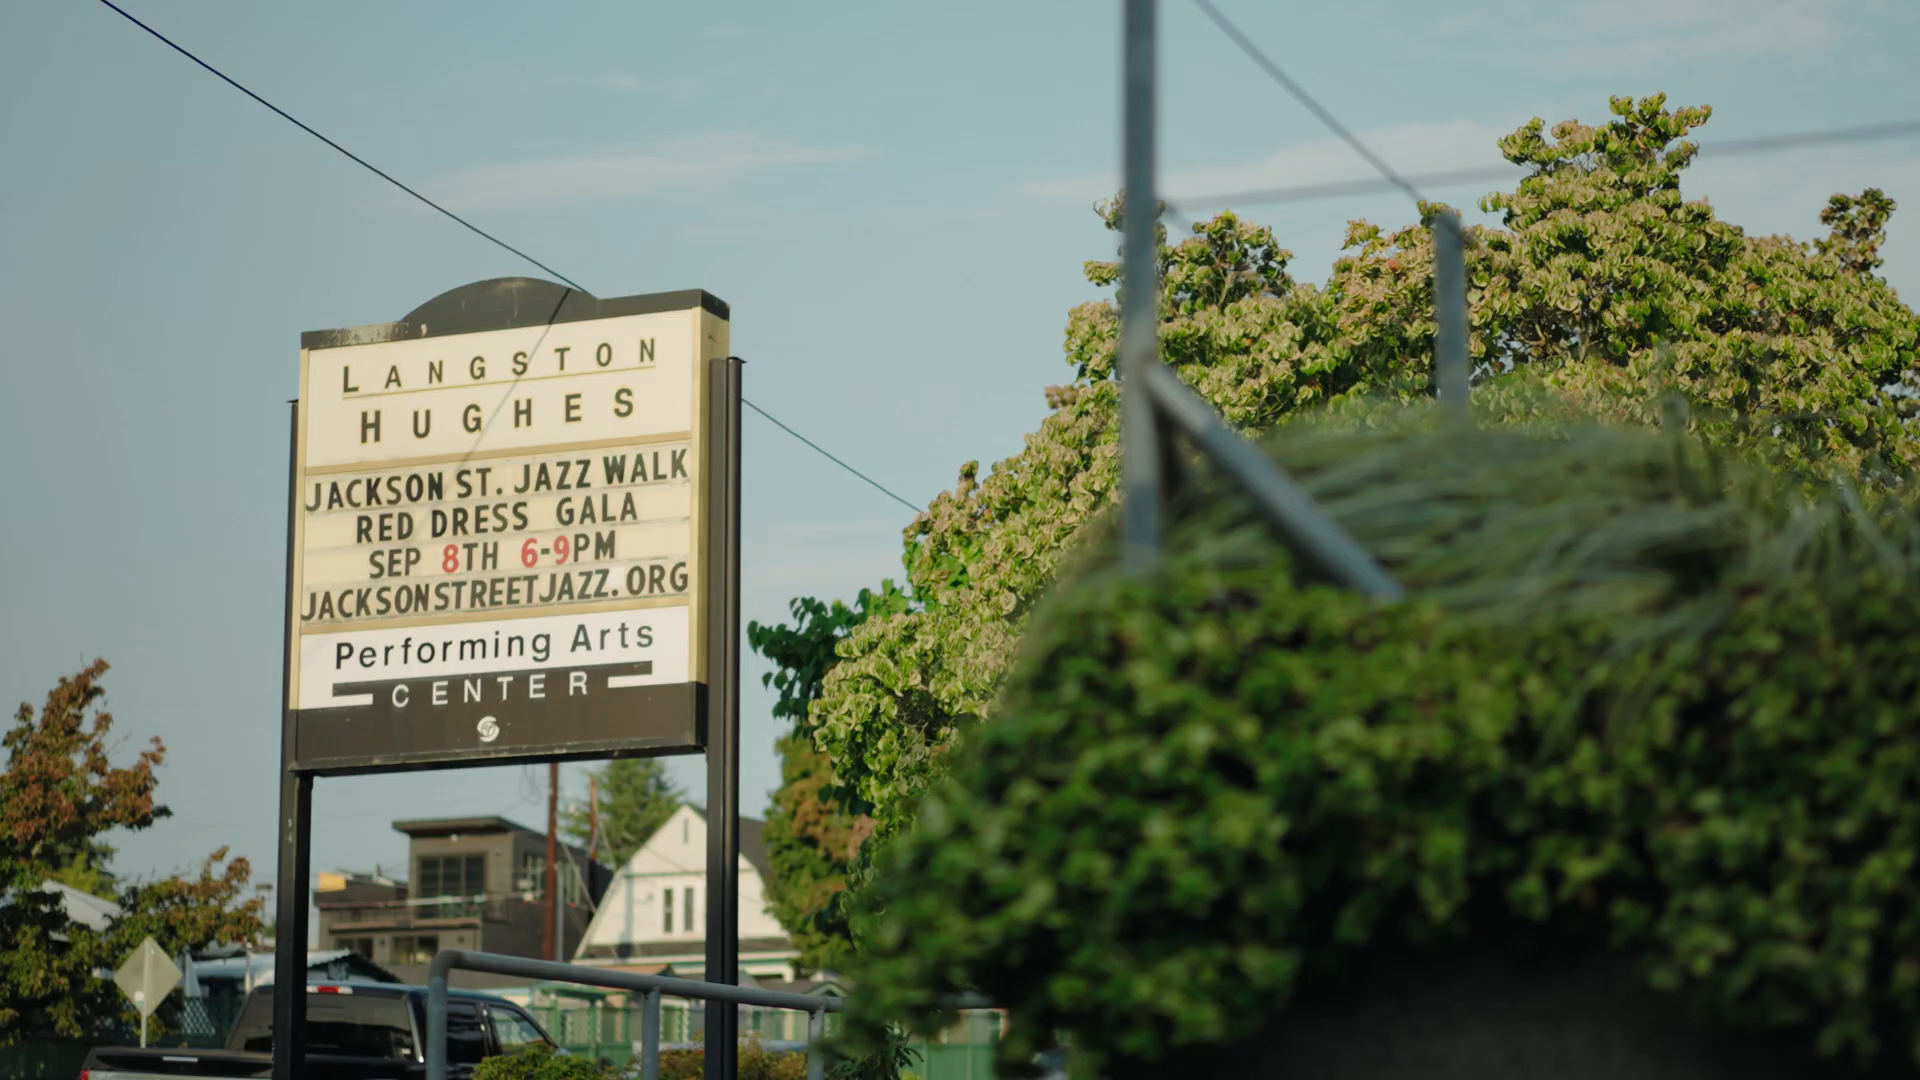 LANGSTON
HUGHES
JACKSON ST. JAZZ WALK
RED DRESS GALA
SEP 8TH 6-9PM
JACKSONSTREETJAZZ.ORG
Performing Arts
CENTER